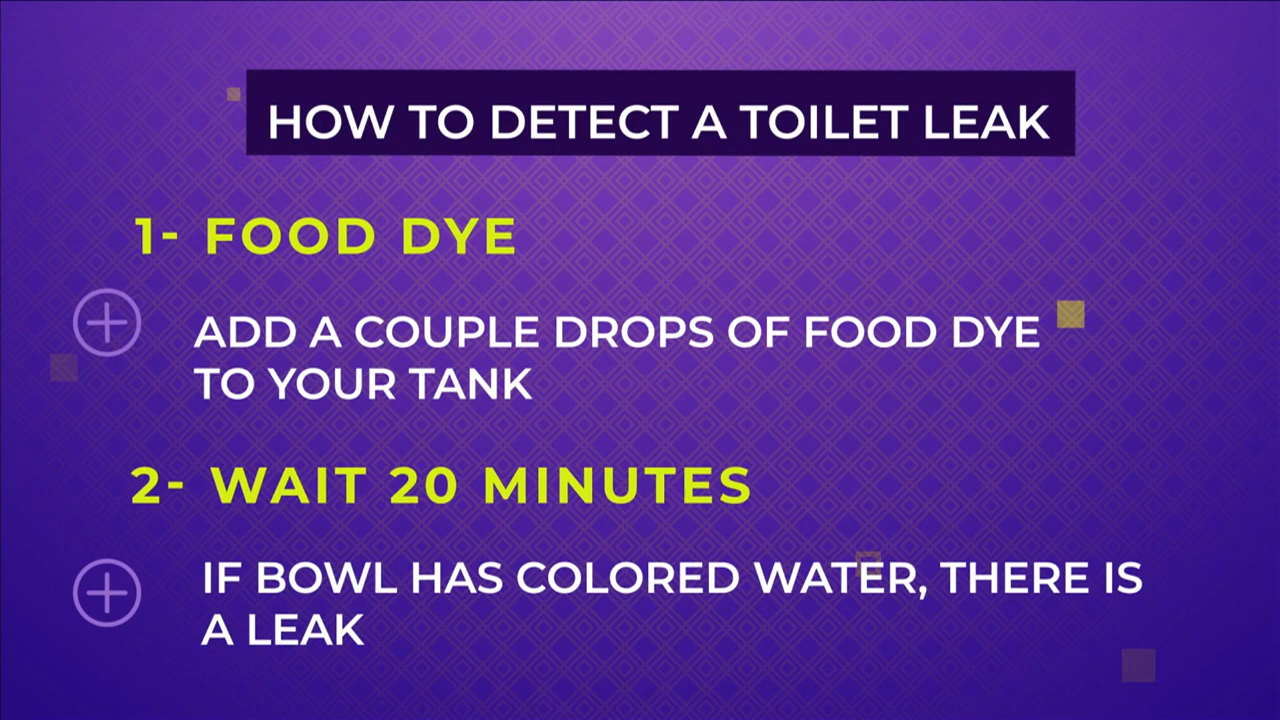 HOW TO DETECT A TOILET LEAK
1- FOOD DYE
ADD A COUPLE DROPS OF FOOD DYE
TO YOUR TANK
2- WAIT 20 MINUTES
IF BOWL HAS COLORED WATER, THERE IS
A LEAK